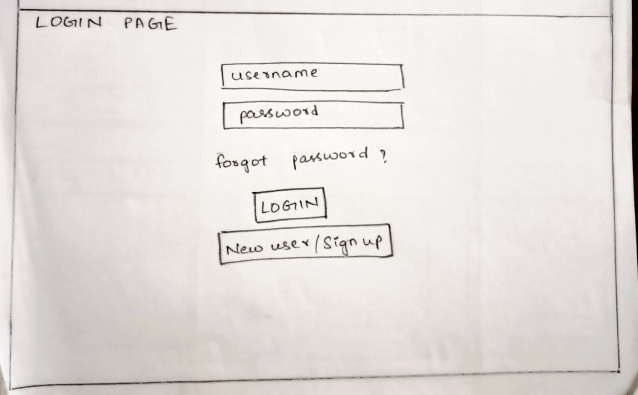 LOGIN PAGE
username
password
forgot password ?
LOGIN
New user/Sign up